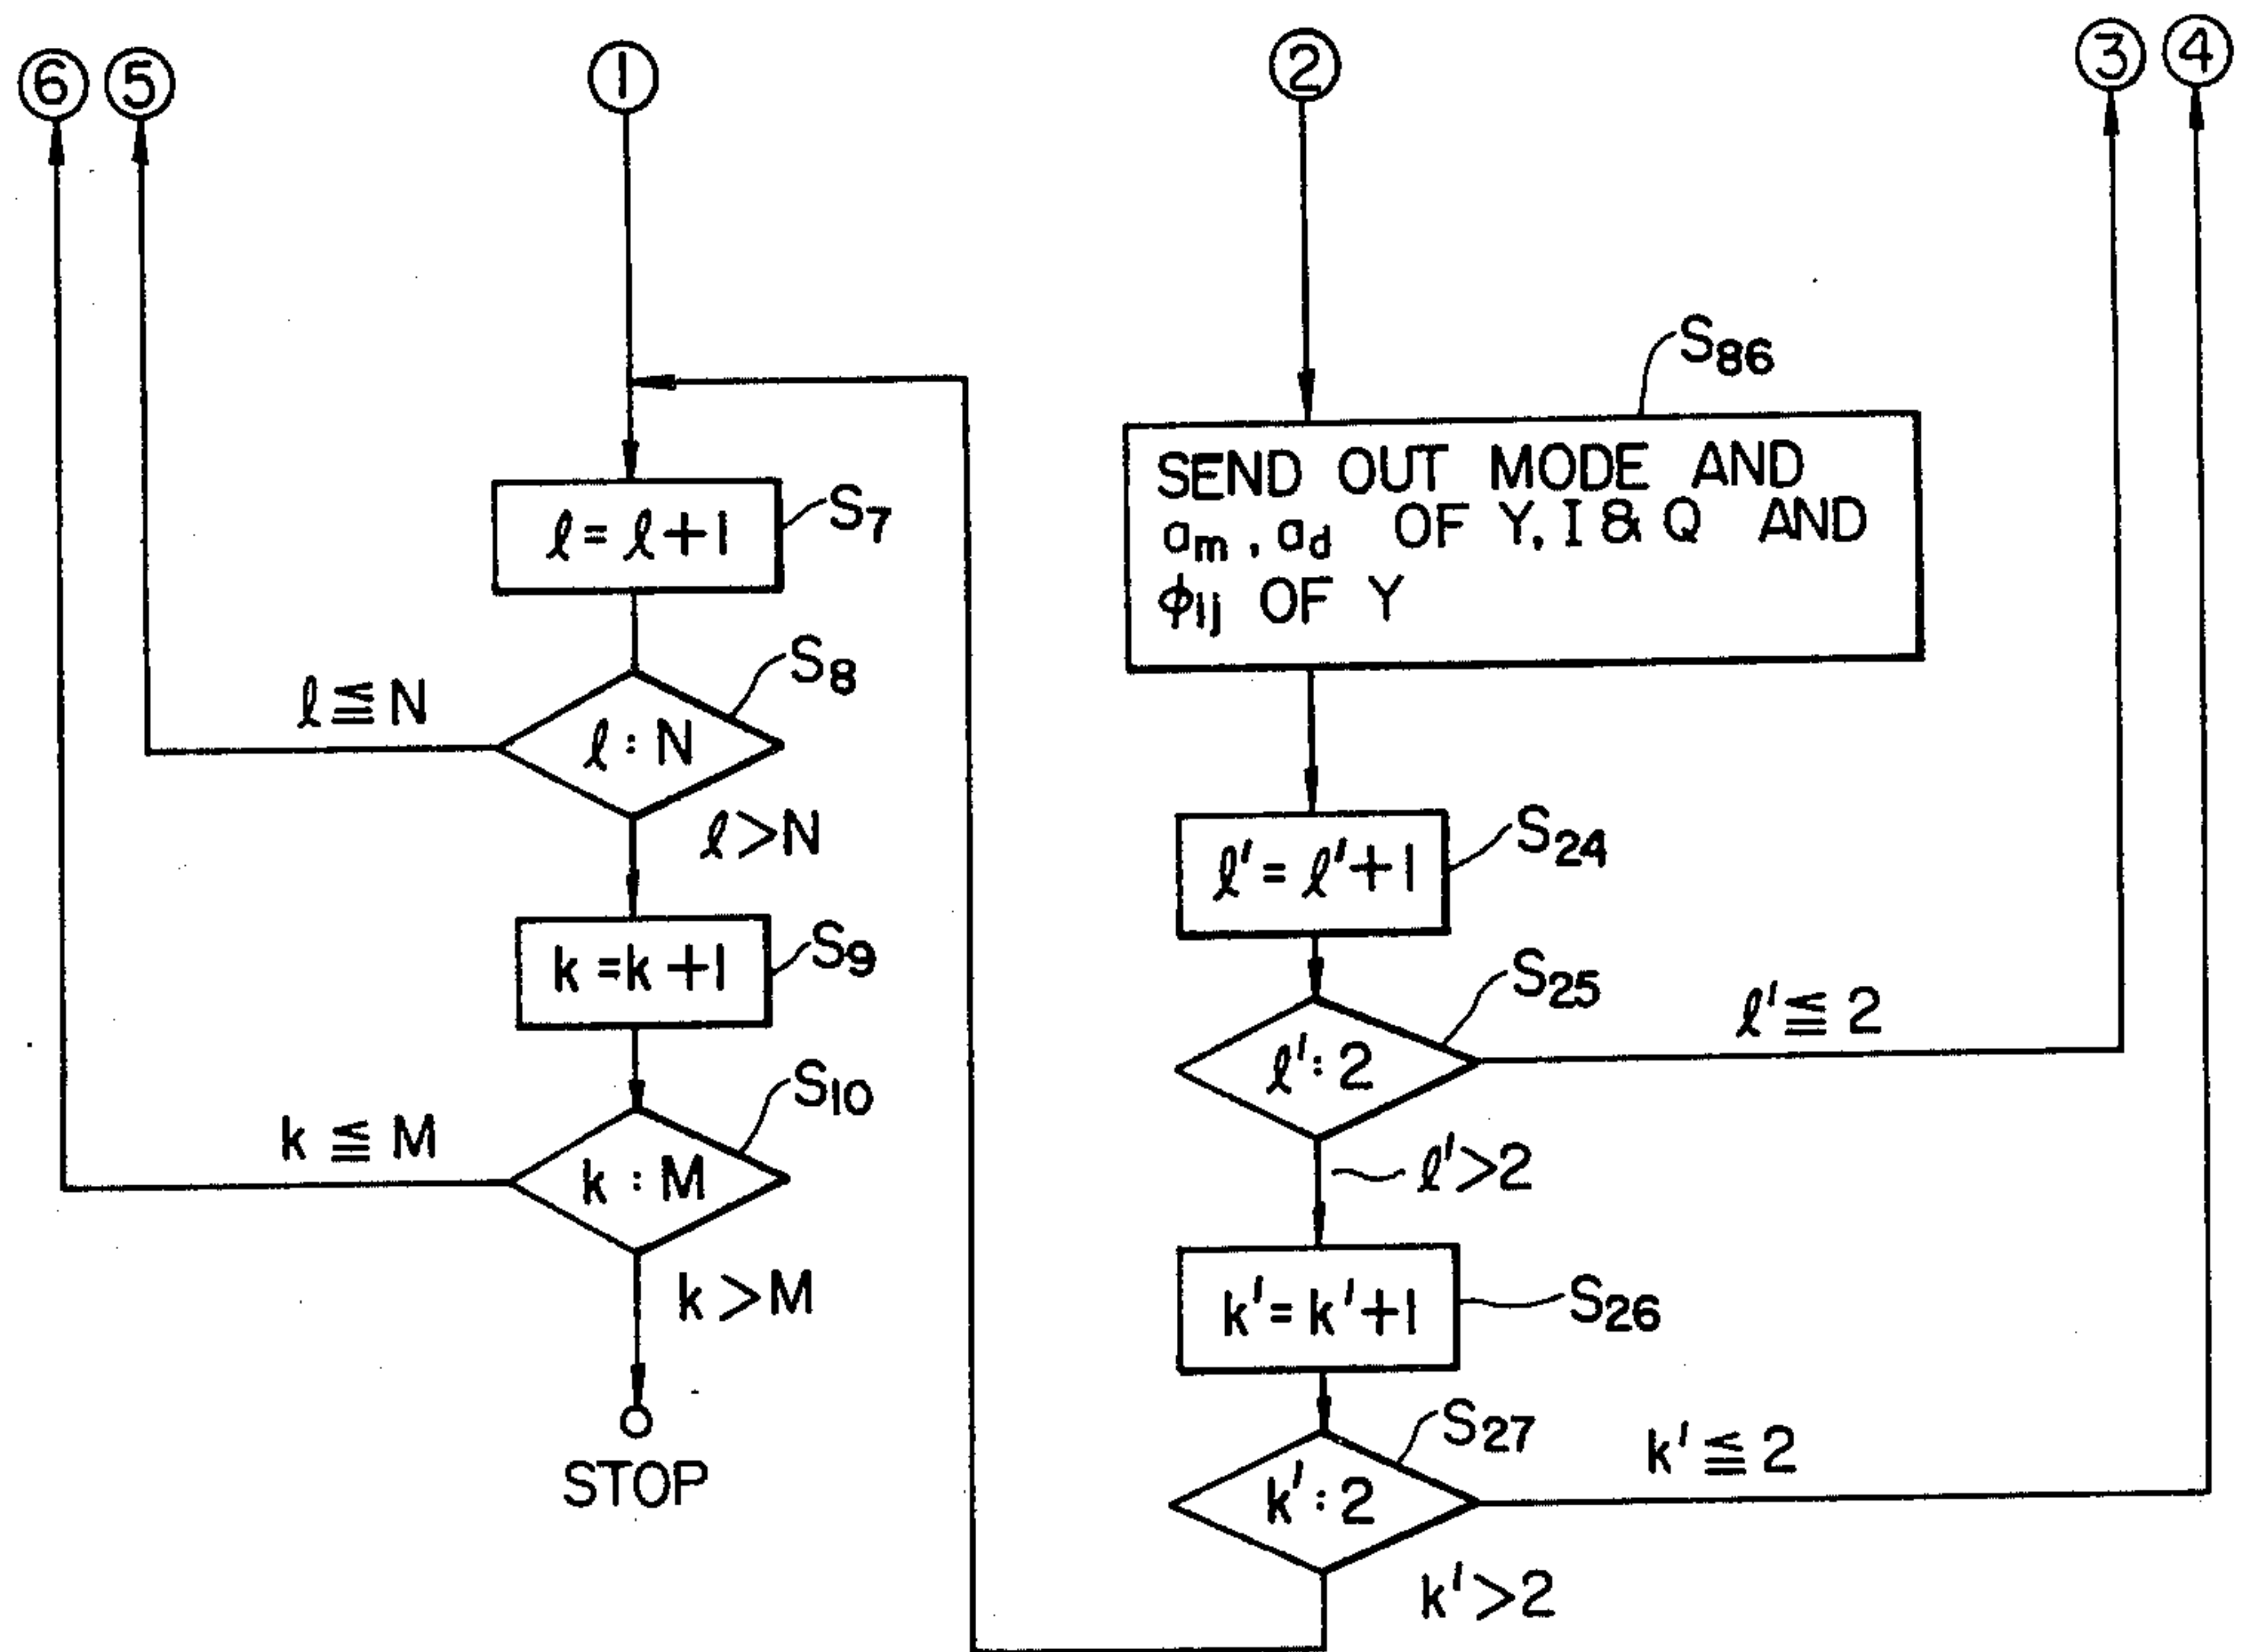 ⑥ ⑤ ① ② ③ ④
S86
SEND OUT MODE AND
am, ad OF Y, I & Q AND
ϕij OF Y
ℓ = ℓ + 1
S7
S8
ℓ ≦ N
ℓ : N
ℓ > N
k = k + 1
S9
S10
k ≦ M
k : M
k > M
STOP
ℓ' = ℓ' + 1
S24
S25
ℓ' ≦ 2
ℓ' : 2
ℓ' > 2
k' = k' + 1
S26
S27
k' ≦ 2
k' : 2
k' > 2